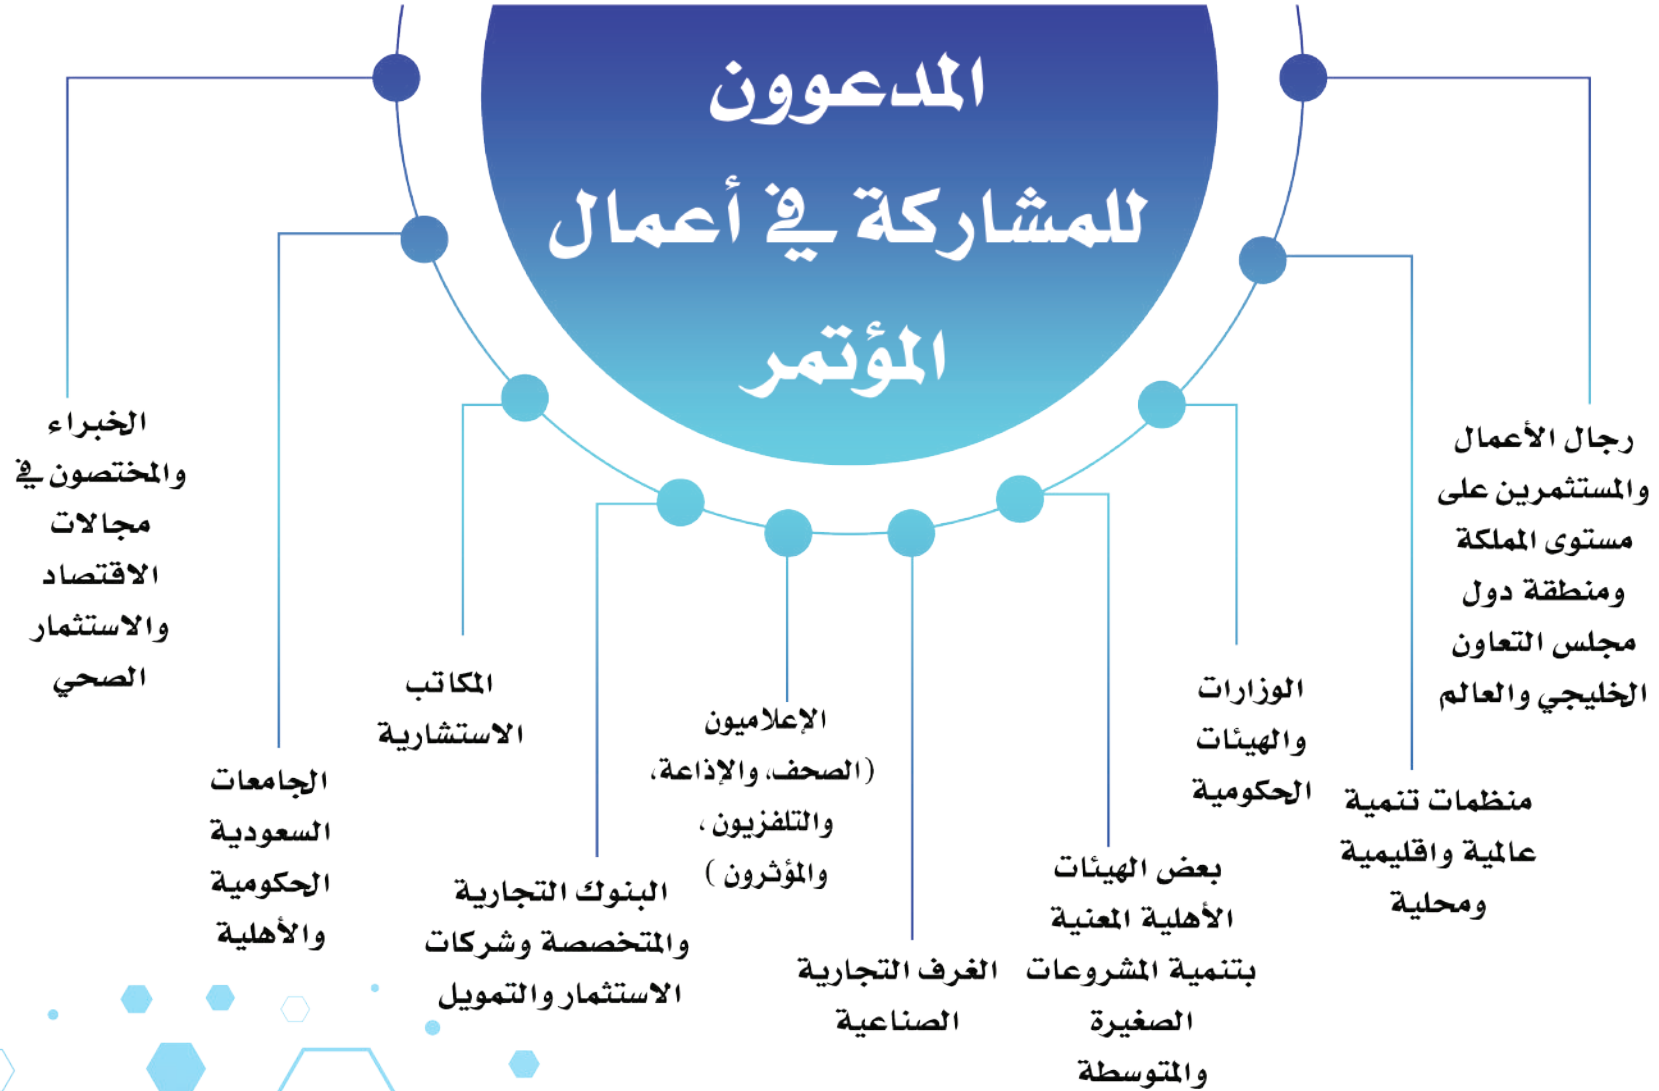 المدعوون
للمشاركة في أعمال
المؤتمر
رجال الأعمال
والمستثمرين على
مستوى المملكة
ومنطقة دول
مجلس التعاون
الخليجي والعالم
منظمات تنمية
عالمية واقليمية
ومحلية
الوزارات
والهيئات
الحكومية
بعض الهيئات
الأهلية المعنية
بتنمية المشروعات
الصغيرة
والمتوسطة
الغرف التجارية
الصناعية
الإعلاميون
(الصحف، والإذاعة،
والتلفزيون ،
والمؤثرون )
البنوك التجارية
والمتخصصة وشركات
الاستثمار والتمويل
المكاتب
الاستشارية
الجامعات
السعودية
الحكومية
والأهلية
الخبراء
والمختصون في
مجالات
الاقتصاد
والاستثمار
الصحي